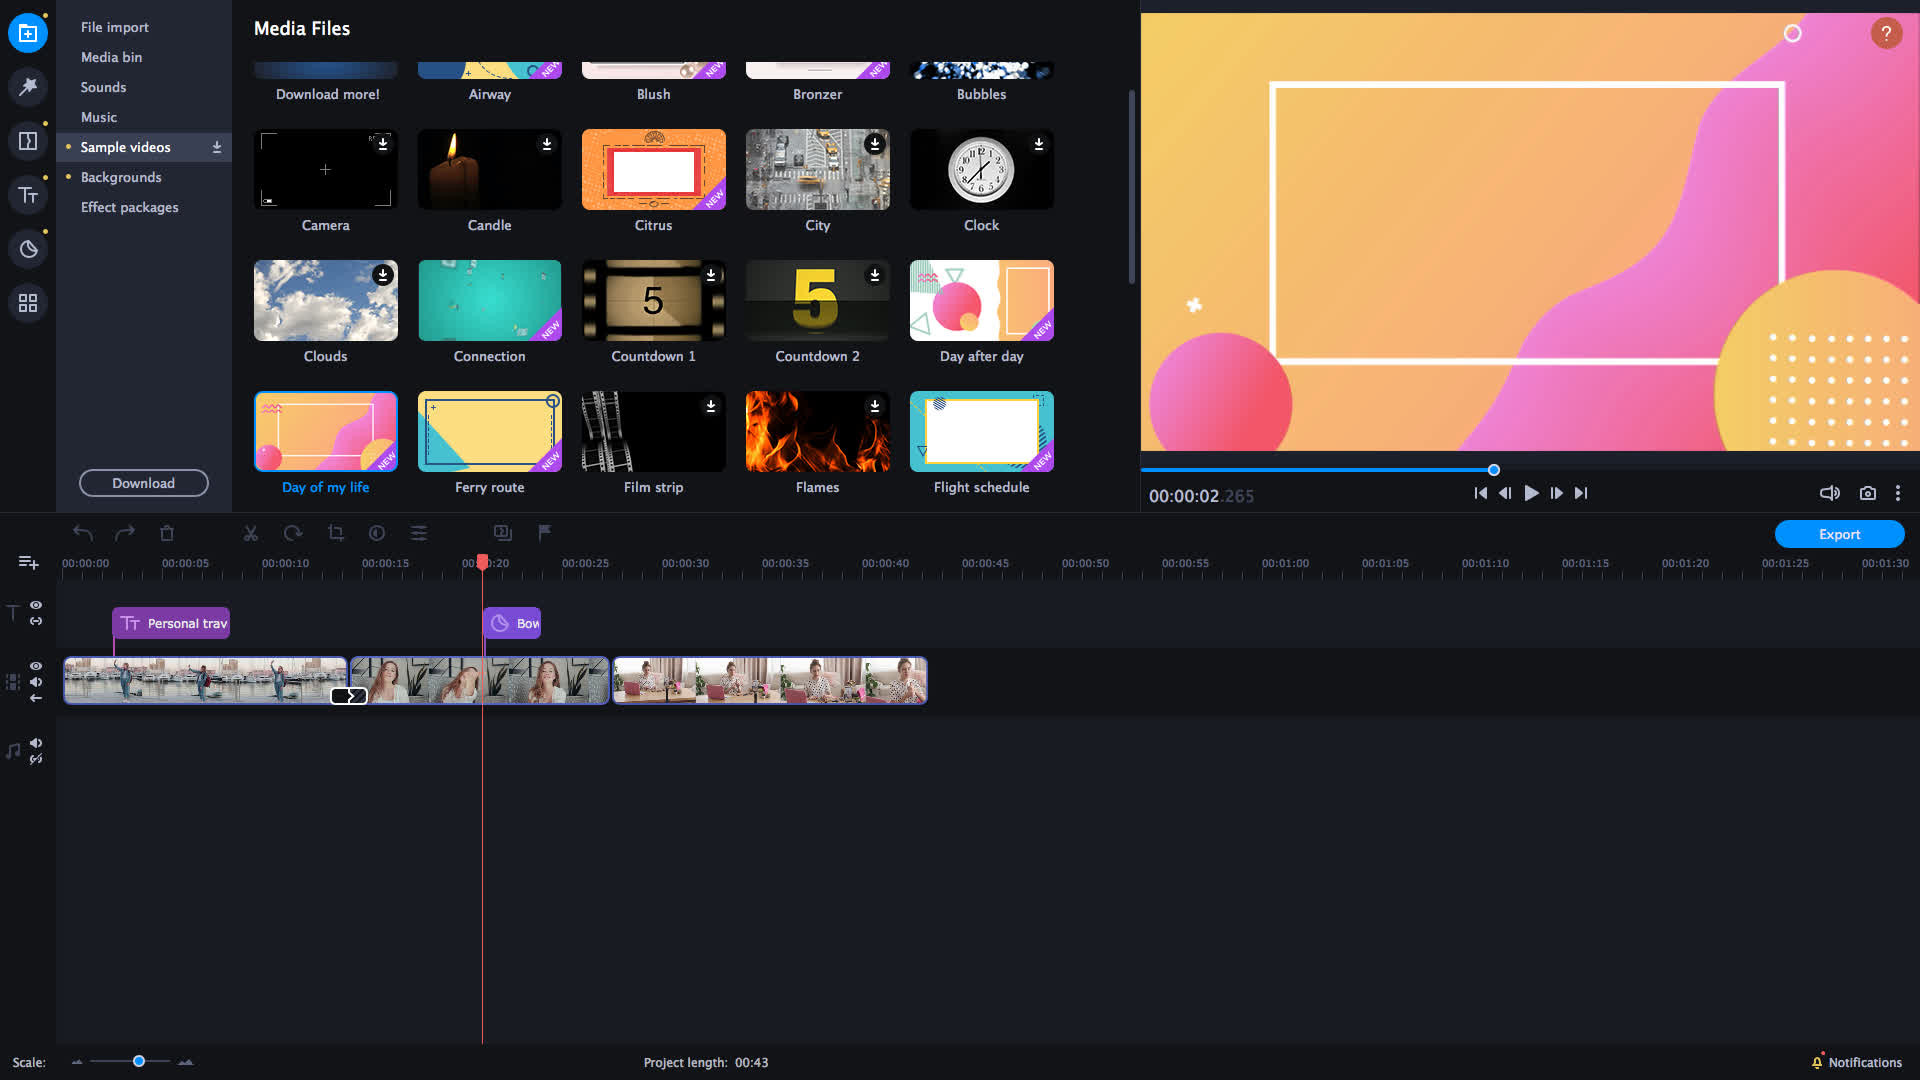 File import
Media bin
Sounds
Music
Sample videos
Backgrounds
Effect packages
Download
Media Files
Download more!
NEW
Airway
NEW
Blush
NEW
Bronzer
Bubbles
Camera
Candle
NEW
Citrus
City
Clock
Clouds
NEW
Connection
5
Countdown 1
5
Countdown 2
NEW
Day after day
NEW
Day of my life
NEW
Ferry route
Film strip
Flames
NEW
Flight schedule
?
00:00:02.265
Export
00:00:00 00:00:05 00:00:10 00:00:15 00:00:20 00:00:25 00:00:30 00:00:35 00:00:40 00:00:45 00:00:50 00:00:55 00:01:00 00:01:05 00:01:10 00:01:15 00:01:20 00:01:25 00:01:30
Personal trav
Bow
Scale:
Project length: 00:43
Notifications